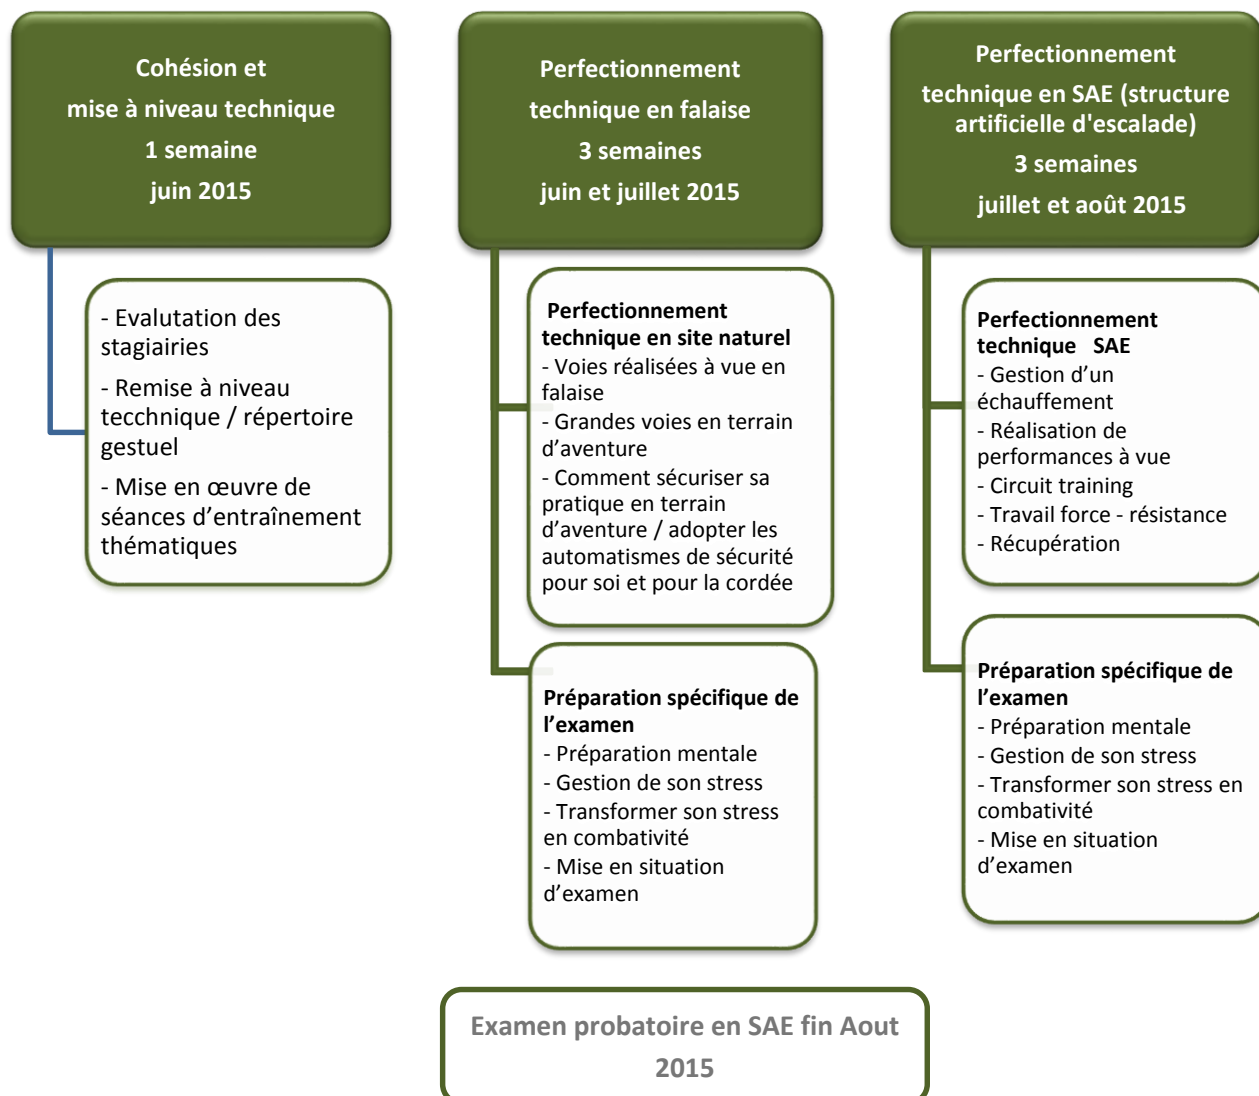 Cohésion et
mise à niveau technique
1 semaine
juin 2015
- Evalutation des
stagiairies
- Remise à niveau
tecchnique / répertoire
gestuel
- Mise en œuvre de
séances d’entraînement
thématiques
Perfectionnement
technique en falaise
3 semaines
juin et juillet 2015
Perfectionnement
technique en site naturel
- Voies réalisées à vue en
falaise
- Grandes voies en terrain
d’aventure
- Comment sécuriser sa
pratique en terrain
d’aventure / adopter les
automatismes de sécurité
pour soi et pour la cordée
Préparation spécifique de
l’examen
- Préparation mentale
- Gestion de son stress
- Transformer son stress
en combativité
- Mise en situation
d’examen
Perfectionnement
technique en SAE (structure
artificielle d'escalade)
3 semaines
juillet et août 2015
Perfectionnement
technique SAE
- Gestion d’un
échauffement
- Réalisation de
performances à vue
- Circuit training
- Travail force - résistance
- Récupération
Préparation spécifique de
l’examen
- Préparation mentale
- Gestion de son stress
- Transformer son stress en
combativité
- Mise en situation
d’examen
Examen probatoire en SAE fin Aout
2015